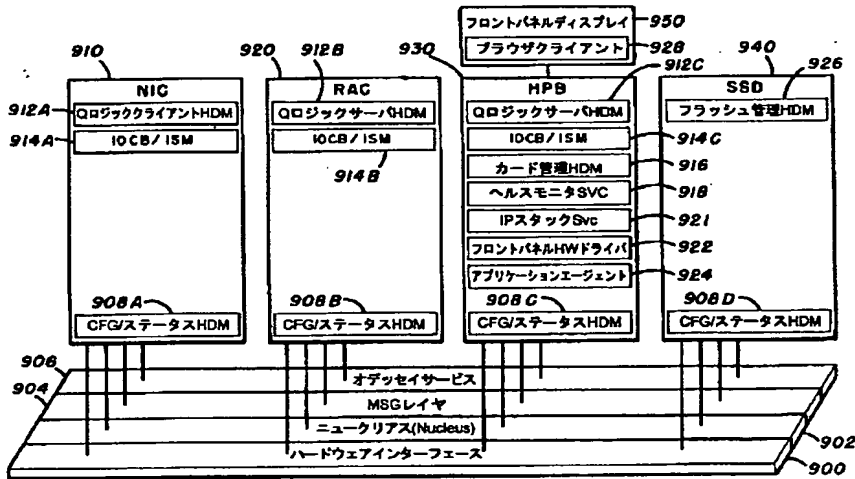 フロントパネルディスプレイ 950
ブラウザクライアント 928
910
920
912B
930
912C
940
NIC
RAC
HPB
SSD
926
912A
Qロジッククライアント HDM
QロジックサーバHDM
QロジックサーバHDM
フラッシュ管理HDM
914A
IOCB/ISM
IOCB/ISM
IOCB/ISM
914C
914B
カード管理HDM
916
ヘルスモニタSVC
918
IPスタックSvc
921
フロントパネルHWドライバ
922
アプリケーションエージェント
924
908A
908B
908C
908D
CFG/ステータスHDM
CFG/ステータスHDM
CFG/ステータスHDM
CFG/ステータスHDM
906
オデッセイサービス
904
MSGレイヤ
ニュークリアス(Nucleus)
902
ハードウェアインターフェース
900